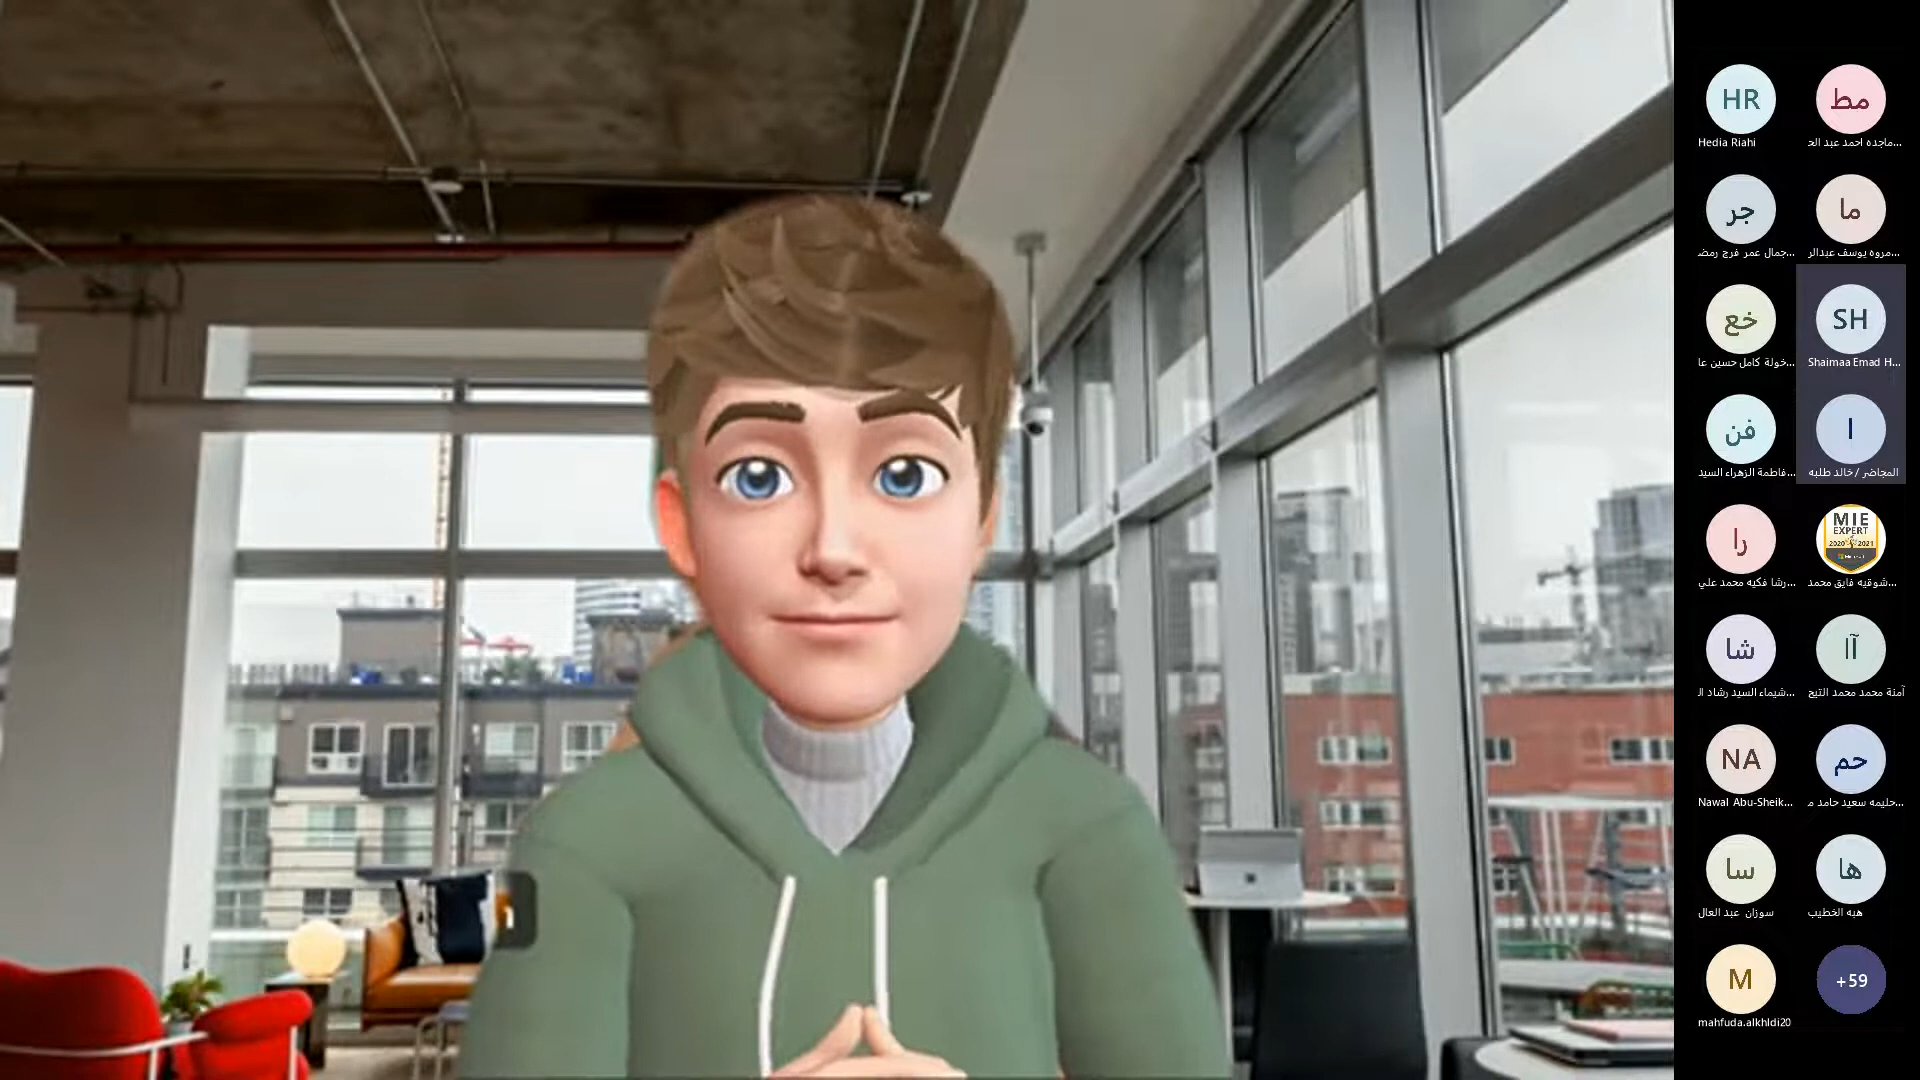 HR
مط
Hedia Riahi
ماجده احمد عبد الح...
جر
ما
جمال عمر فرج رمض...
مروه يوسف عبدالر...
خع
SH
خولة كامل حسين عا...
Shaimaa Emad H...
فن
ا
فاطمة الزهراء السيد...
المحاضر /خالد طلبه
را
MIE
EXPERT
2020 2021
رشا فكيه محمد علي...
شوقيه فايق محمد...
شا
آا
شيماء السيد رشاد ال...
آمنة محمد محمد التيح
NA
حم
Nawal Abu-Sheik...
حليمه سعيد حامد م...
سا
ها
سوزان عبد العال
هبه الخطيب
M
+59
mahfuda.alkhldi20